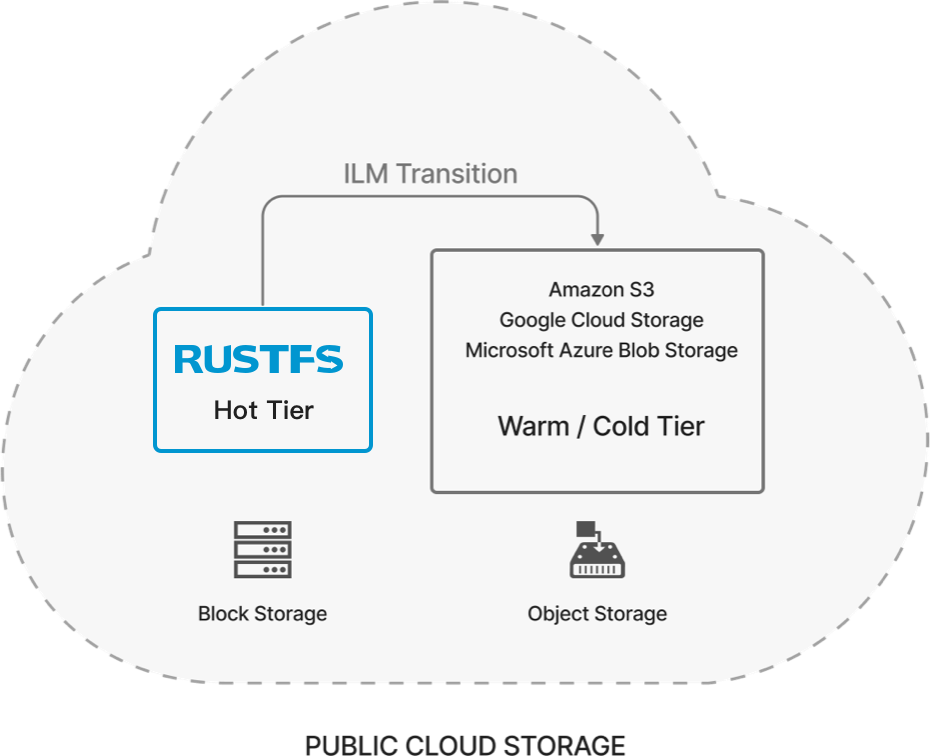 ILM Transition
RUSTFS
Hot Tier
Amazon S3
Google Cloud Storage
Microsoft Azure Blob Storage
Warm / Cold Tier
Block Storage
Object Storage
PUBLIC CLOUD STORAGE